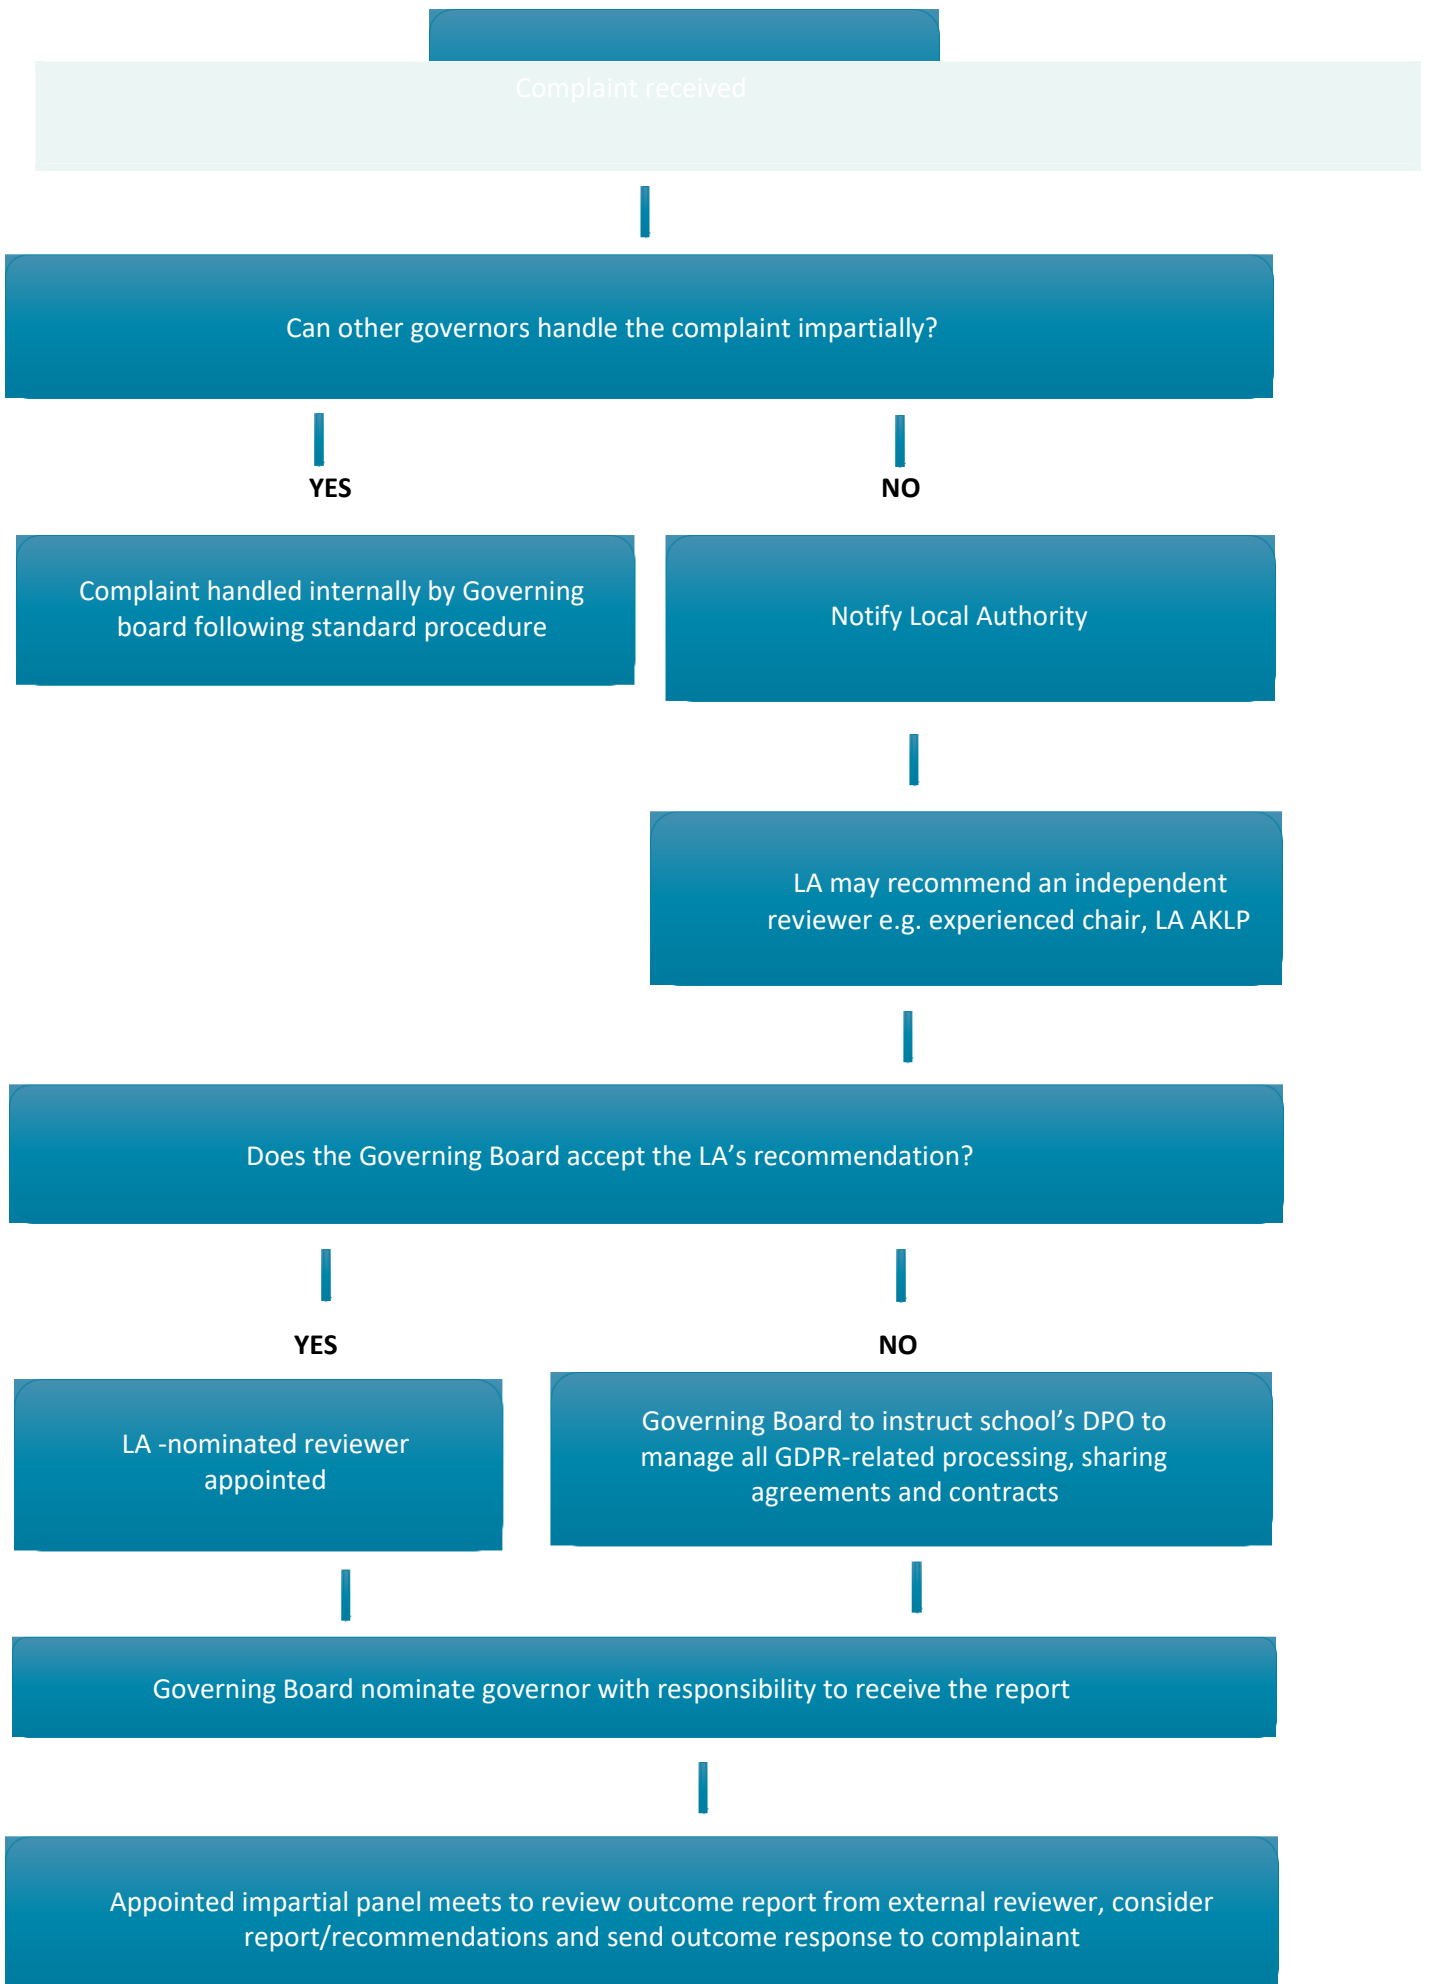 Complaint received
Can other governors handle the complaint impartially?
YES
NO
Complaint handled internally by Governing
board following standard procedure
Notify Local Authority
LA may recommend an independent
reviewer e.g. experienced chair, LA AKLP
Does the Governing Board accept the LA’s recommendation?
YES
NO
LA -nominated reviewer
appointed
Governing Board to instruct school’s DPO to
manage all GDPR-related processing, sharing
agreements and contracts
Governing Board nominate governor with responsibility to receive the report
Appointed impartial panel meets to review outcome report from external reviewer, consider
report/recommendations and send outcome response to complainant